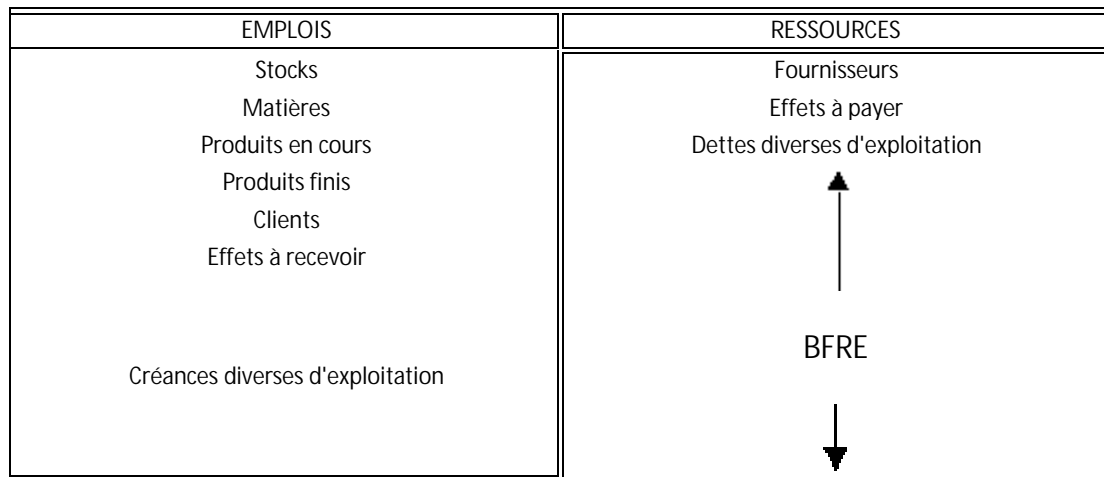 EMPLOIS
RESSOURCES
Stocks
Matières
Produits en cours
Produits finis
Clients
Effets à recevoir
Créances diverses d'exploitation
Fournisseurs
Effets à payer
Dettes diverses d'exploitation
BFRE